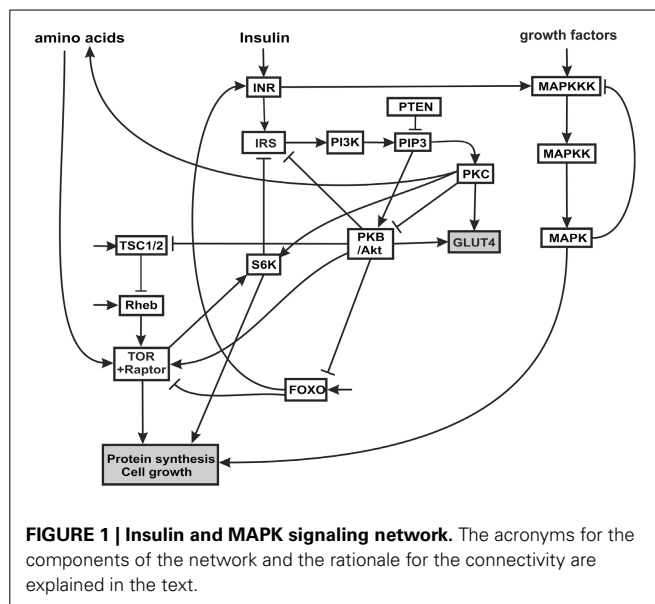 amino acids
Insulin
growth factors
INR
MAPKKK
PTEN
IRS
PI3K
PIP3
MAPKK
PKC
TSC1/2
PKB
/Akt
GLUT4
MAPK
S6K
Rheb
TOR
+Raptor
FOXO
Protein synthesis
Cell growth
FIGURE 1 | Insulin and MAPK signaling network. The acronyms for the
components of the network and the rationale for the connectivity are
explained in the text.